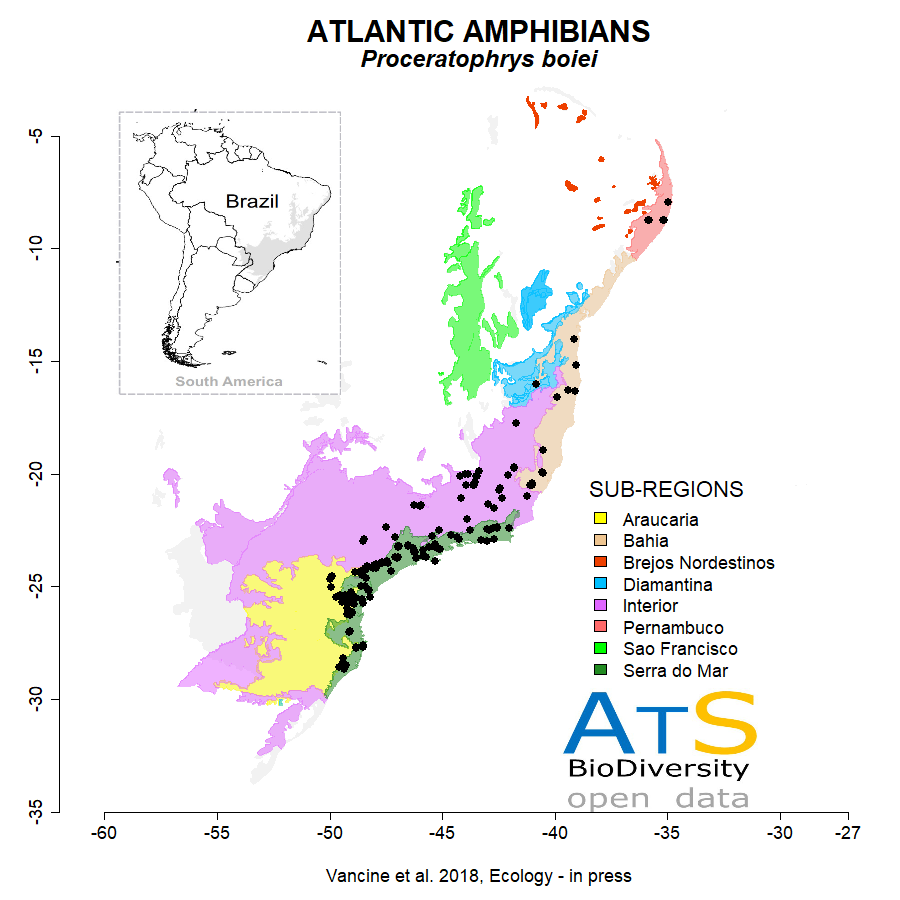 ATLANTIC AMPHIBIANS
Proceratophrys boiei
-5
-10
-15
-20
-25
-30
-35
Brazil
South America
SUB-REGIONS
Araucaria
Bahia
Brejos Nordestinos
Diamantina
Interior
Pernambuco
Sao Francisco
Serra do Mar
ATS
BioDiversity
open data
-60
-55
-50
-45
-40
-35
-30
-27
Vancine et al. 2018, Ecology - in press